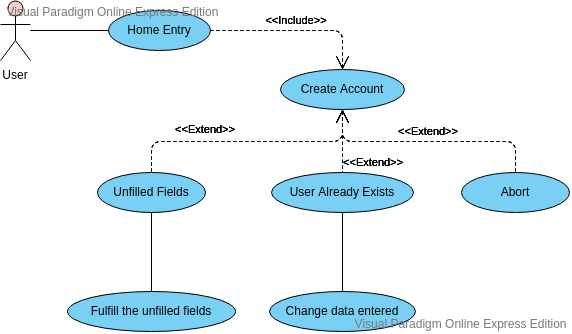 Visual Paradigm Online Express Edition
Home Entry
<<Include>>
User
Create Account
<<Extend>>
<<Extend>>
<<Extend>>
Unfilled Fields
User Already Exists
Abort
Fulfill the unfilled fields
Change data entered
Visual Paradigm Online Express Edition